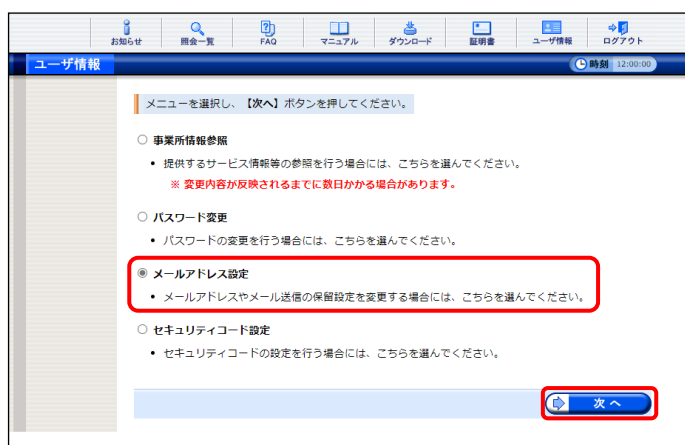 お知らせ 照会一覧 FAQ マニュアル ダウンロード 証明書 ユーザ情報 ログアウト
ユーザ情報 時刻 12:00:00
メニューを選択し、【次へ】ボタンを押してください。
事業所情報参照
• 提供するサービス情報等の参照を行う場合には、こちらを選んでください。
※ 変更内容が反映されるまでに数日かかる場合があります。
パスワード変更
• パスワードの変更を行う場合には、こちらを選んでください。
メールアドレス設定
• メールアドレスやメール送信の保留設定を変更する場合には、こちらを選んでください。
セキュリティコード設定
• セキュリティコードの設定を行う場合には、こちらを選んでください。
次 へ